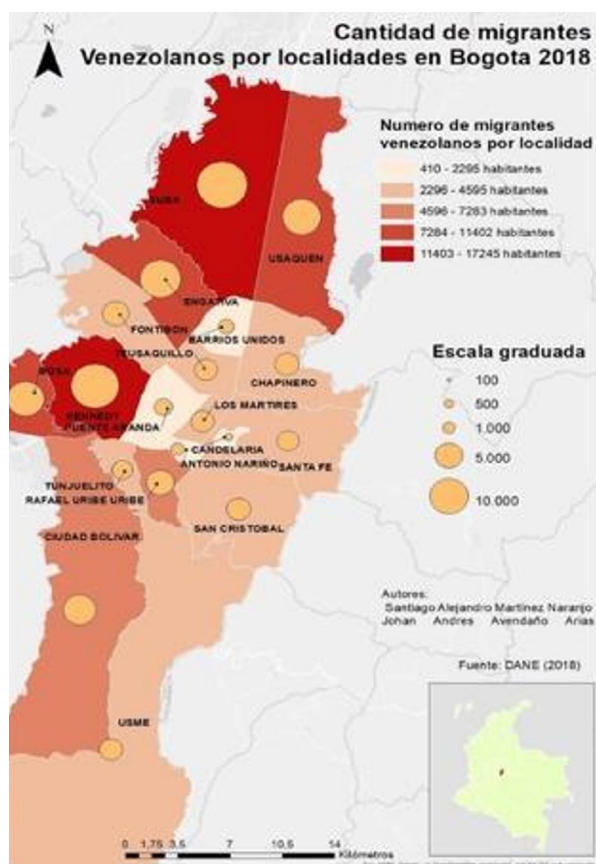 Cantidad de migrantes
Venezolanos por localidades en Bogota 2018
N
Numero de migrantes
venezolanos por localidad
410 - 2295 habitantes
2296 - 4595 habitantes
4596 - 7283 habitantes
7284 - 11402 habitantes
11403 - 17245 habitantes
SUBA
USAQUEN
ENGATIVA
FONTIBON
BARRIOS UNIDOS
TEUSAQUILLO
CHAPINERO
BOSA
KENNEDY
PUENTE ARANDA
LOS MARTIRES
CANDELARIA
ANTONIO NARIÑO
SANTA FE
TUNJUELITO
RAFAEL URIBE URIBE
SAN CRISTOBAL
CIUDAD BOLIVAR
USME
Escala graduada
100
500
1.000
5.000
10.000
Autores:
Santiago Alejandro Martinez Naranjo
Johan Andres Avendaño Arias
Fuente: DANE (2018)
0 1,75 3,5 7 10,5 14
Kilómetros